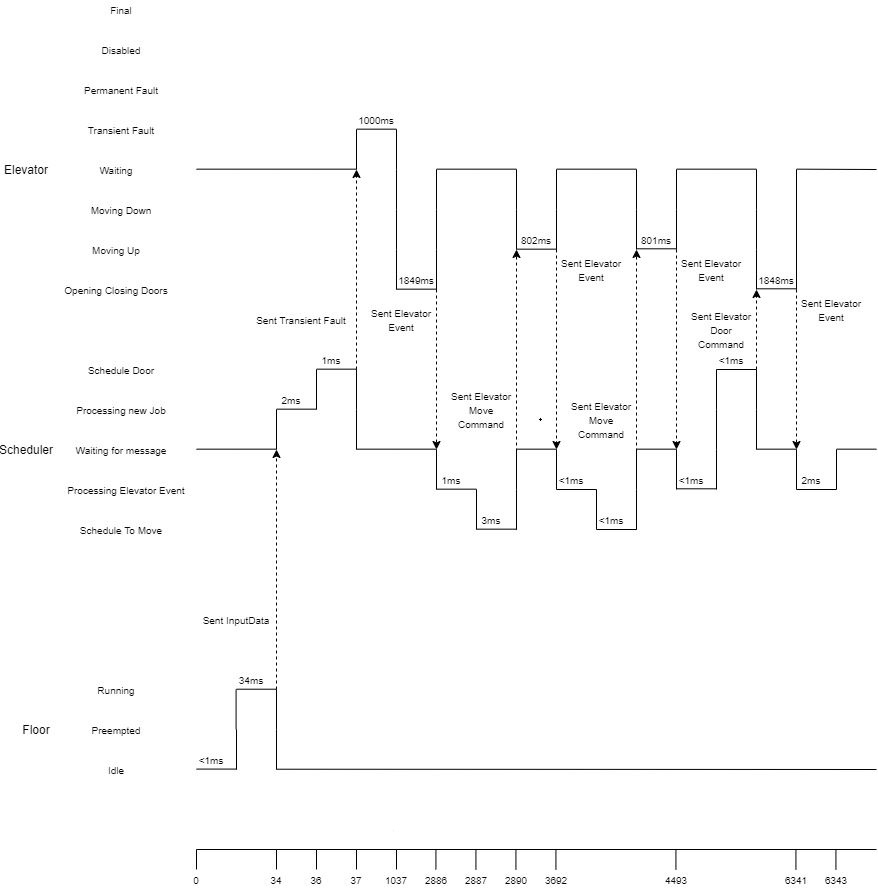 Final
Disabled
Permanent Fault
Transient Fault
1000ms
Elevator
Waiting
Moving Down
Moving Up
802ms
801ms
Sent Elevator
Event
Sent Elevator
Event
Opening Closing Doors
1849ms
1848ms
Sent Elevator
Event
Sent Transient Fault
Sent Elevator
Event
Sent Elevator
Door
Command
Schedule Door
1ms
<1ms
Processing new Job
2ms
Sent Elevator
Move
Command
Sent Elevator
Move
Command
Scheduler
Waiting for message
Processing Elevator Event
1ms
<1ms
<1ms
2ms
Schedule To Move
3ms
<1ms
Sent InputData
Running
34ms
Floor
Preempted
Idle
<1ms
0 34 36 37 1037 2886 2887 2890 3692 4493 6341 6343